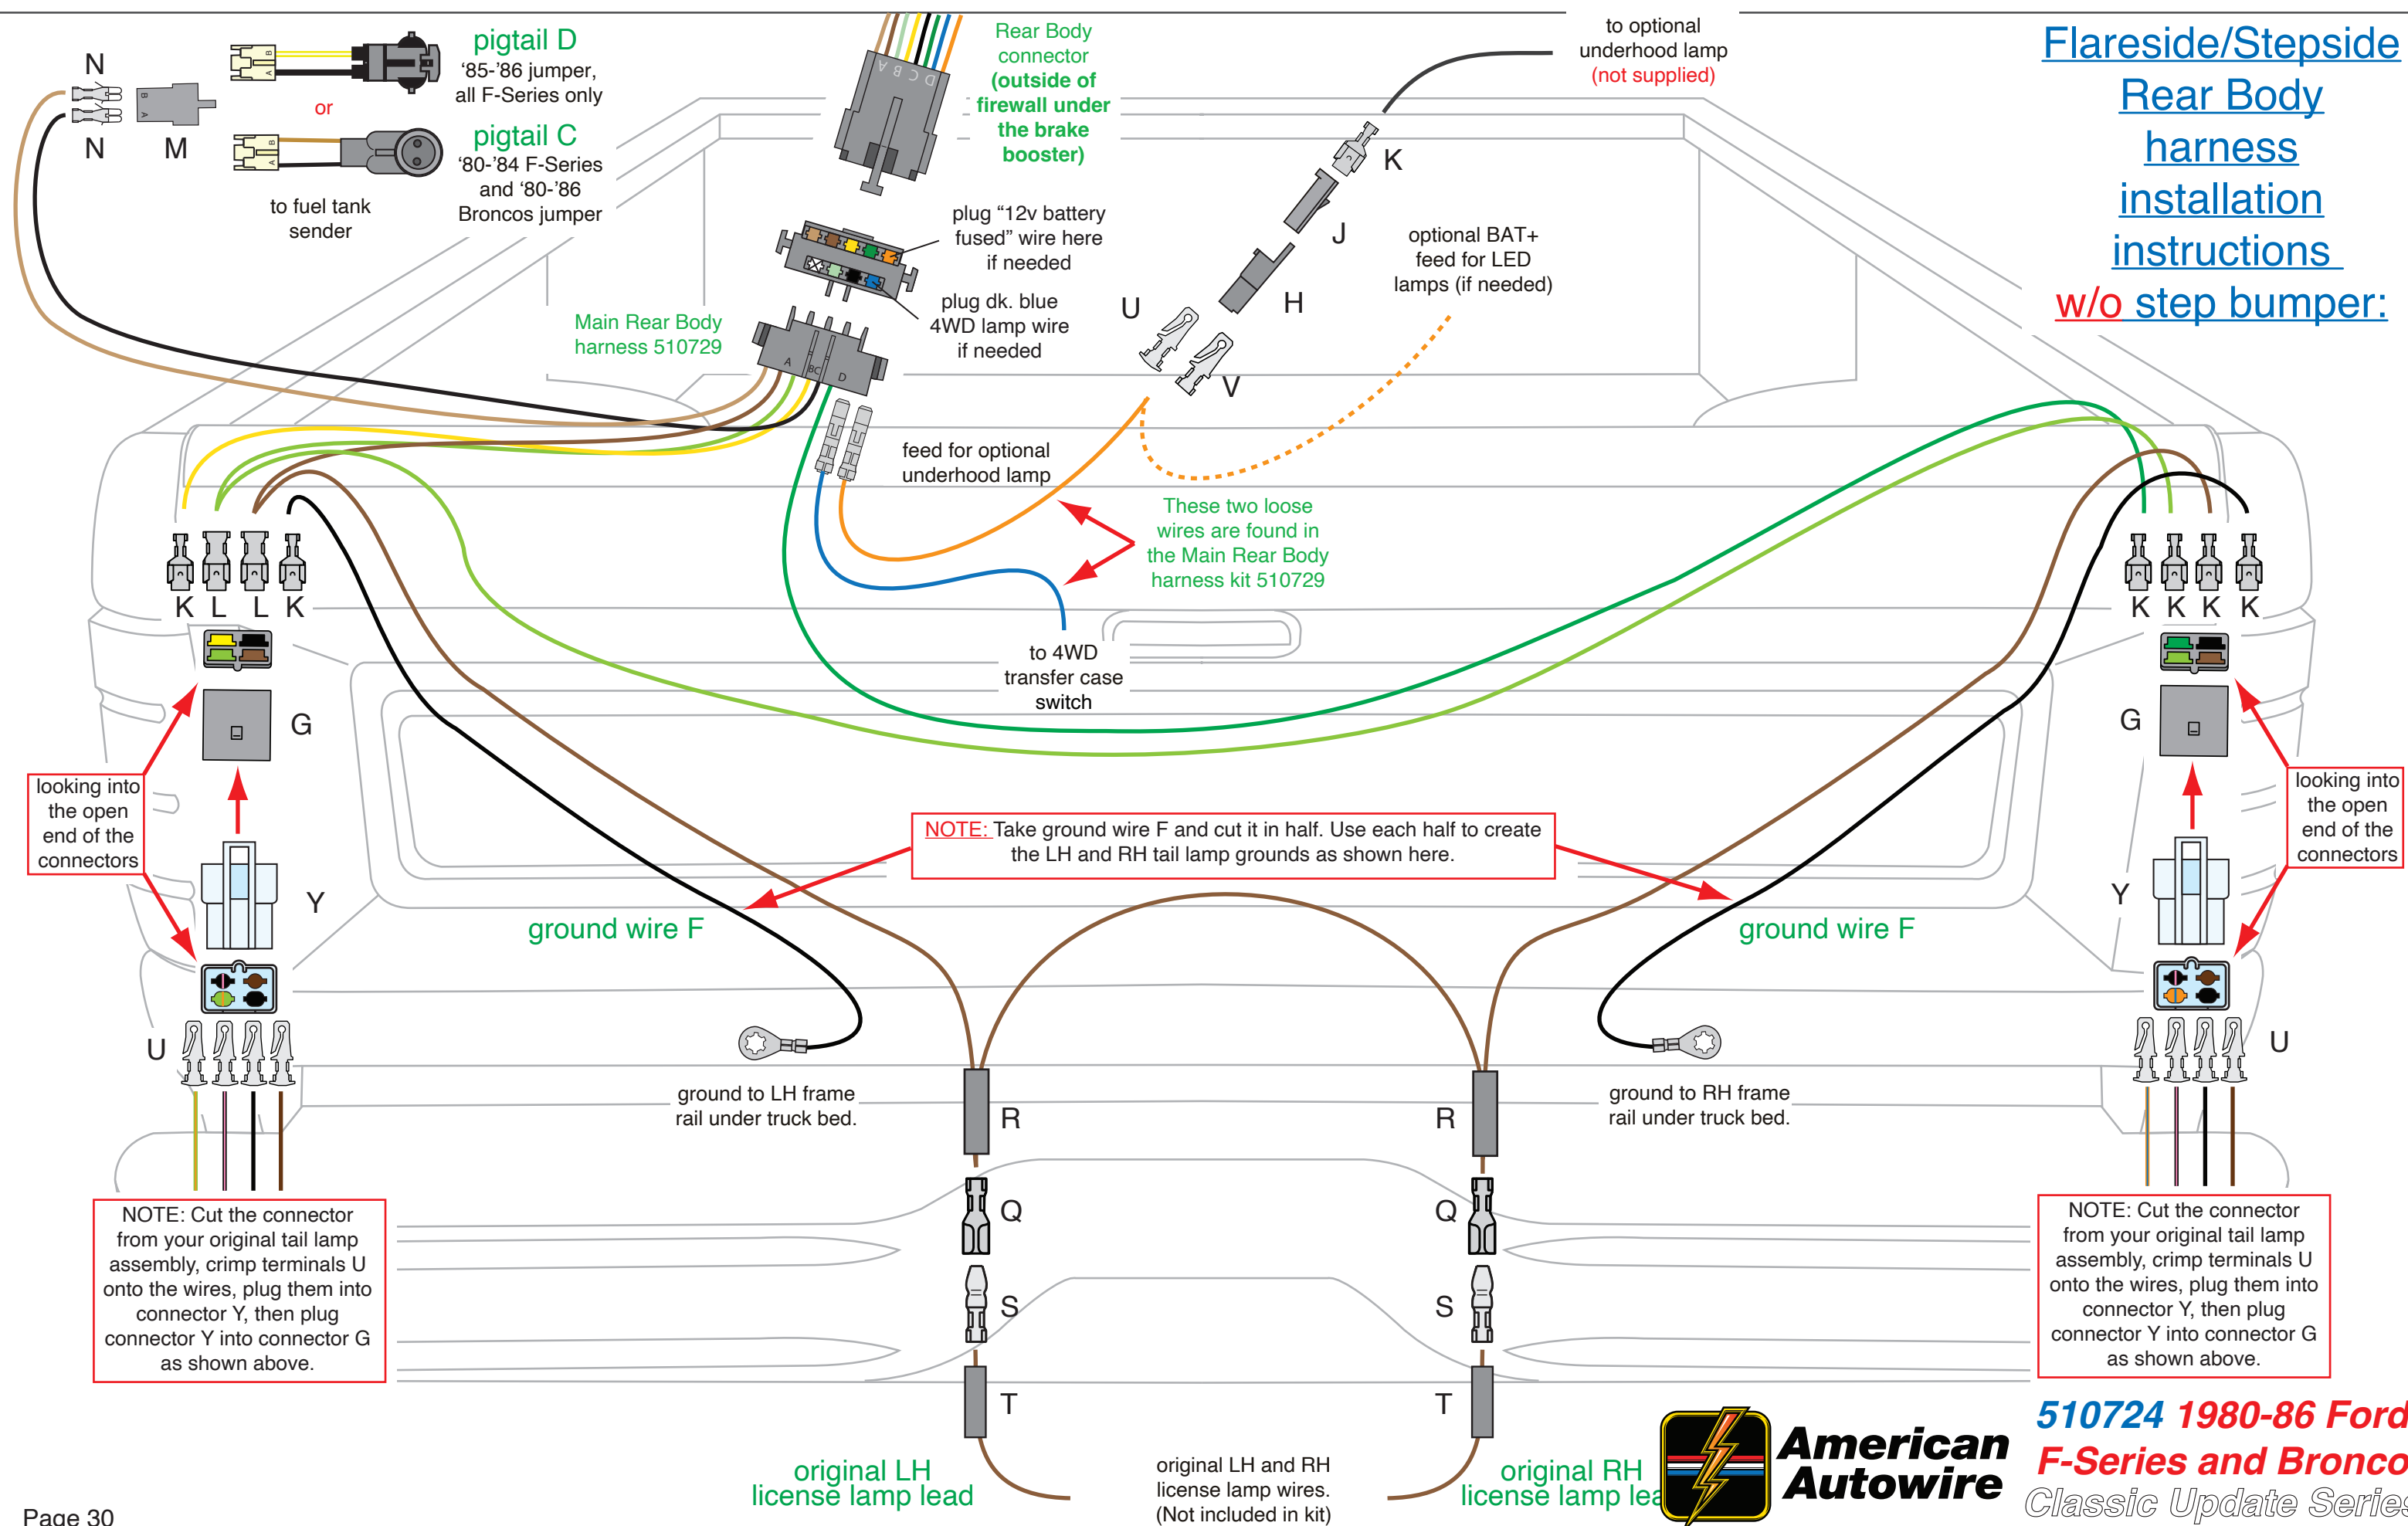 Flareside/Stepside
Rear Body
harness
installation
instructions
w/o step bumper:
N
N
M
pigtail D
‘85-’86 jumper,
all F-Series only
or
pigtail C
‘80-’84 F-Series
and ‘80-’86
Broncos jumper
to fuel tank
sender
B
A
B
A
B
A
Rear Body
connector
(outside of
firewall under
the brake
booster)
A B C D
to optional
underhood lamp
(not supplied)
K
J
H
U
V
plug “12v battery
fused” wire here
if needed
plug dk. blue
4WD lamp wire
if needed
optional BAT+
feed for LED
lamps (if needed)
Main Rear Body
harness 510729
A BC D
feed for optional
underhood lamp
These two loose
wires are found in
the Main Rear Body
harness kit 510729
to 4WD
transfer case
switch
K L L K
K K K K
G
G
looking into
the open
end of the
connectors
looking into
the open
end of the
connectors
NOTE: Take ground wire F and cut it in half. Use each half to create
the LH and RH tail lamp grounds as shown here.
Y
Y
ground wire F
ground wire F
U
U
ground to LH frame
rail under truck bed.
ground to RH frame
rail under truck bed.
R
R
Q
Q
S
S
T
T
NOTE: Cut the connector
from your original tail lamp
assembly, crimp terminals U
onto the wires, plug them into
connector Y, then plug
connector Y into connector G
as shown above.
NOTE: Cut the connector
from your original tail lamp
assembly, crimp terminals U
onto the wires, plug them into
connector Y, then plug
connector Y into connector G
as shown above.
original LH
license lamp lead
original LH and RH
license lamp wires.
(Not included in kit)
original RH
license lamp lea
American
Autowire
510724 1980-86 Ford
F-Series and Bronco
Classic Update Series
Page 30